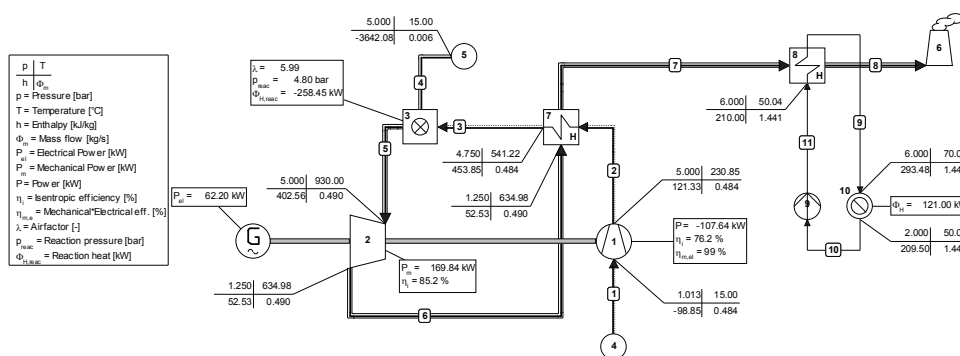 p | T
h | Φm
p = Pressure [bar]
T = Temperature [°C]
h = Enthalpy [kJ/kg]
Φm = Mass flow [kg/s]
Pel = Electrical Power [kW]
Pm = Mechanical Power [kW]
P = Power [kW]
ηi = Isentropic efficiency [%]
ηm,e = Mechanical*Electrical eff. [%]
λ = Airfactor [-]
preac = Reaction pressure [bar]
ΦH,reac = Reaction heat [kW]
5.000 | 15.00
-3642.08 | 0.006
5
4
λ = 5.99
preac = 4.80 bar
ΦH,reac = -258.45 kW
3
3
5
7
H
7
8
H
8
6
6.000 | 50.04
210.00 | 1.441
9
11
4.750 | 541.22
453.85 | 0.484
2
5.000 | 930.00
402.56 | 0.490
1.250 | 634.98
52.53 | 0.490
5.000 | 230.85
121.33 | 0.484
6.000 | 70.0
293.48 | 1.44
10
ΦH = 121.00 kW
9
10
2.000 | 50.0
209.50 | 1.44
Pel = 62.20 kW
G
2
1
P = -107.64 kW
ηi = 76.2 %
ηm,el = 99 %
Pm = 169.84 kW
ηi = 85.2 %
1.250 | 634.98
52.53 | 0.490
6
1
1.013 | 15.00
-98.85 | 0.484
4